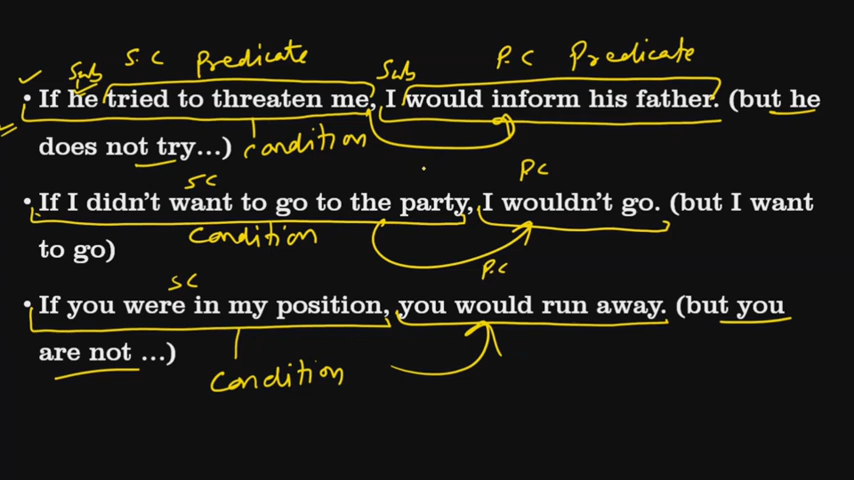 S.C Predicate P.C Predicate
Sub Sub
• If he tried to threaten me, I would inform his father. (but he
does not try...) condition
SC P.C
• If I didn't want to go to the party, I wouldn't go. (but I want
to go) condition
SC P.C
• If you were in my position, you would run away. (but you
are not ...)
condition